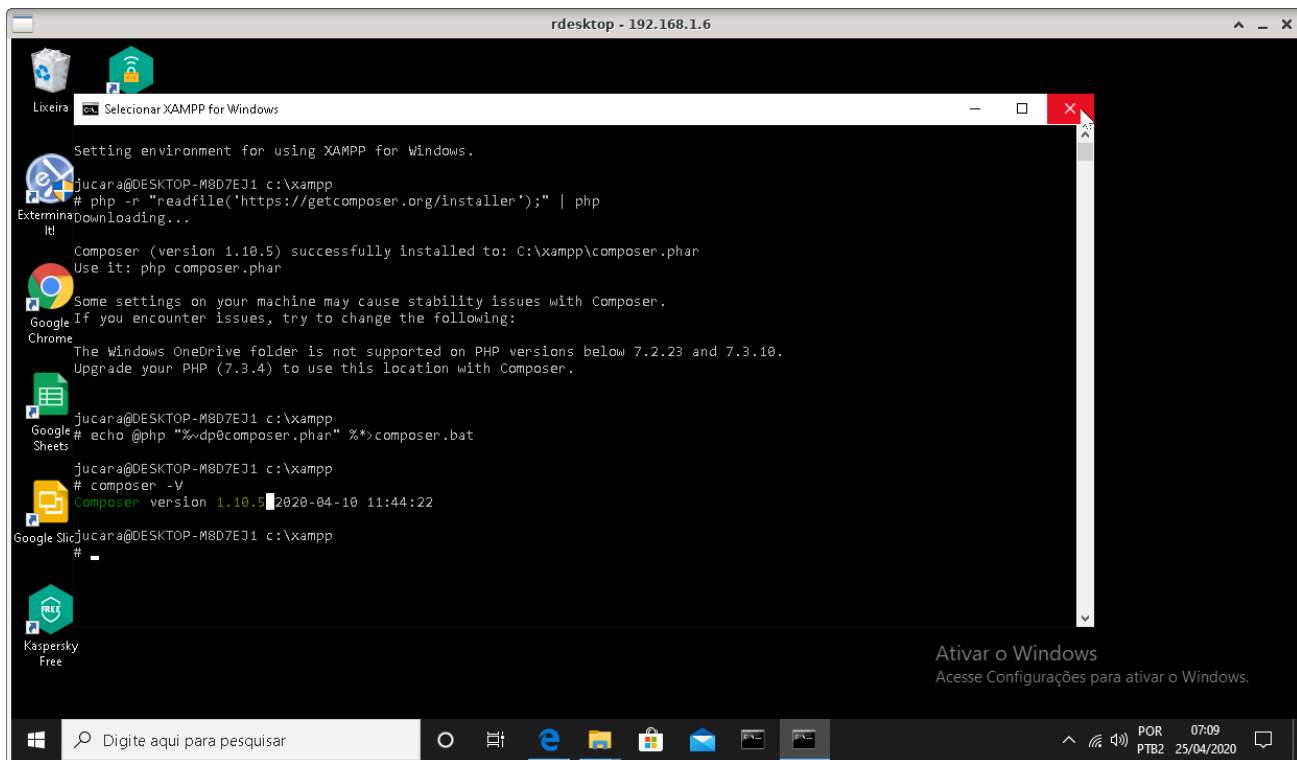 rdesktop - 192.168.1.6
Lixeira
Selecionar XAMPP for Windows
Setting environment for using XAMPP for Windows.
jucara@DESKTOP-M8D7EJ1 c:\xampp
# php -r "readfile('https://getcomposer.org/installer');" | php
Downloading...
Extermina
It!
Composer (version 1.10.5) successfully installed to: C:\xampp\composer.phar
Use it: php composer.phar
Some settings on your machine may cause stability issues with Composer.
If you encounter issues, try to change the following:
Google
Chrome
The Windows OneDrive folder is not supported on PHP versions below 7.2.23 and 7.3.10.
Upgrade your PHP (7.3.4) to use this location with Composer.
jucara@DESKTOP-M8D7EJ1 c:\xampp
# echo @php "%~dp0composer.phar" %*>composer.bat
Google
Sheets
jucara@DESKTOP-M8D7EJ1 c:\xampp
# composer -V
Composer version 1.10.5 2020-04-10 11:44:22
Google Slic
jucara@DESKTOP-M8D7EJ1 c:\xampp
# _
FREE
Kaspersky
Free
Ativar o Windows
Acesse Configurações para ativar o Windows.
Digite aqui para pesquisar
POR
PTB2
07:09
25/04/2020